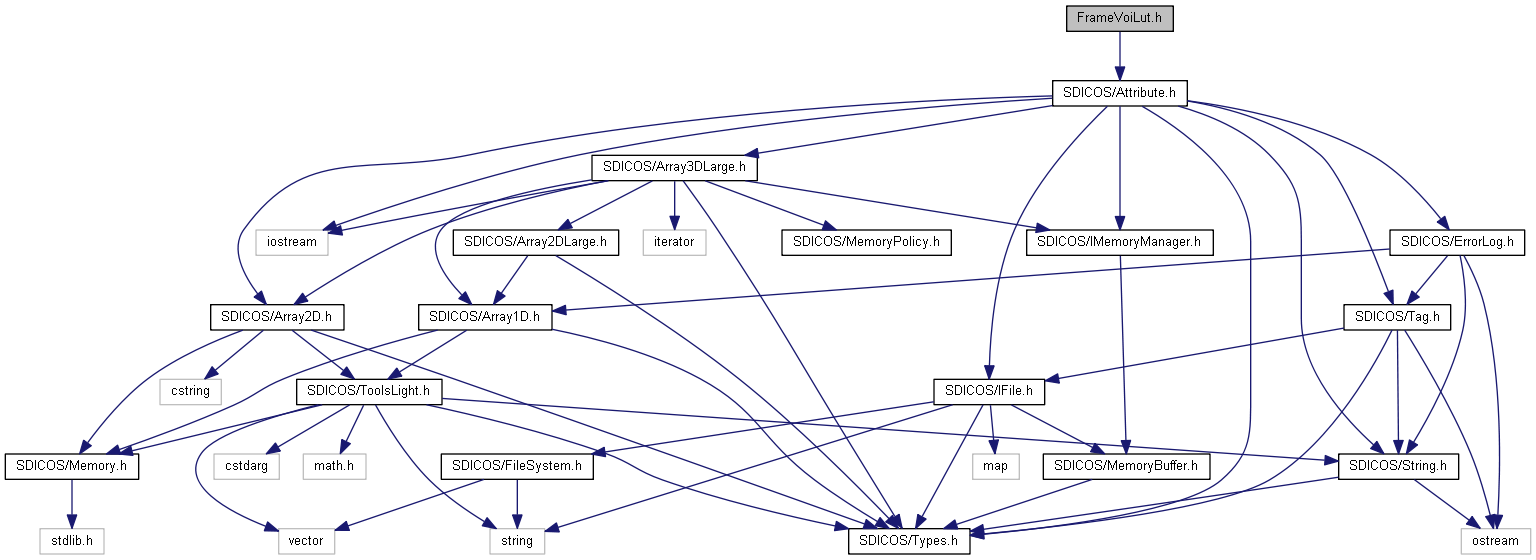 FrameVoiLut.h
SDICOS/Attribute.h
SDICOS/Array3DLarge.h
iostream
SDICOS/Array2DLarge.h
iterator
SDICOS/MemoryPolicy.h
SDICOS/IMemoryManager.h
SDICOS/ErrorLog.h
SDICOS/Array2D.h
SDICOS/Array1D.h
SDICOS/Tag.h
cstring
SDICOS/ToolsLight.h
SDICOS/IFile.h
SDICOS/Memory.h
cstdarg
math.h
SDICOS/FileSystem.h
map
SDICOS/MemoryBuffer.h
SDICOS/String.h
stdlib.h
vector
string
SDICOS/Types.h
ostream